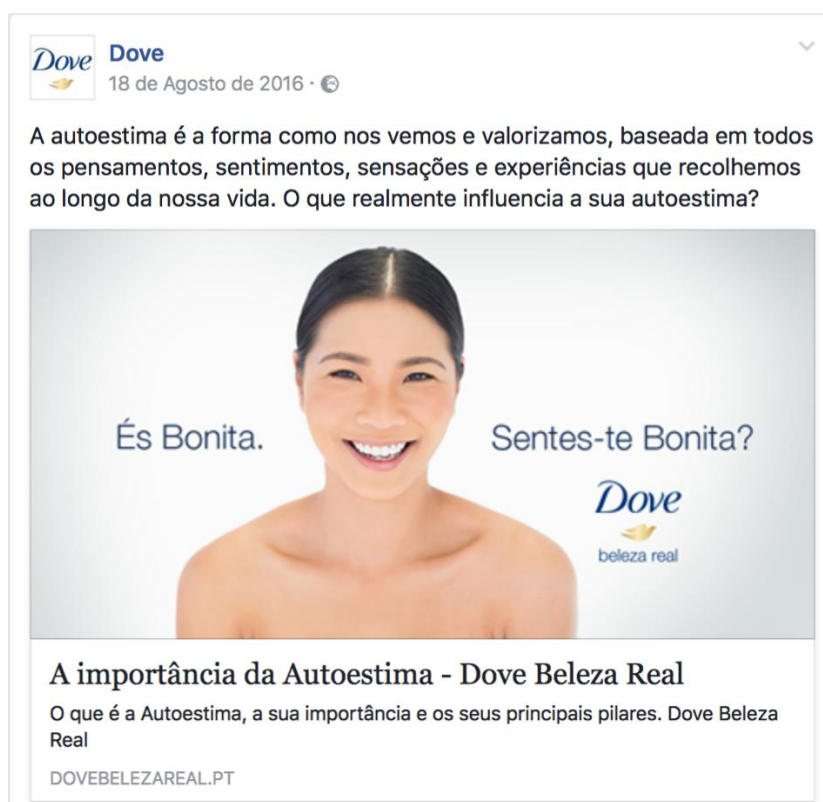 Dove
Dove
18 de Agosto de 2016 ·
A autoestima é a forma como nos vemos e valorizamos, baseada em todos
os pensamentos, sentimentos, sensações e experiências que recolhemos
ao longo da nossa vida. O que realmente influencia a sua autoestima?
És Bonita.
Sentes-te Bonita?
Dove
beleza real
A importância da Autoestima - Dove Beleza Real
O que é a Autoestima, a sua importância e os seus principais pilares. Dove Beleza
Real
DOVEBELEZAREAL.PT